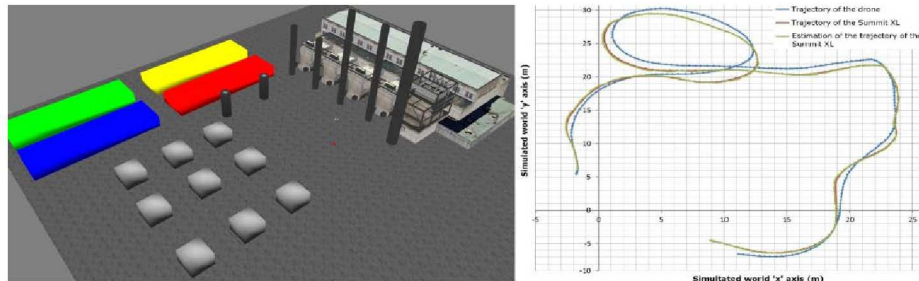 Trajectory of the drone
Trajectory of the Summit XL
Estimation of the trajectory of the
Summit XL
Simulated world 'y' axis (m)
30
25
20
15
10
5
0
-5
-10
-5
0
5
10
15
20
25
Simultated world 'x' axis (m)